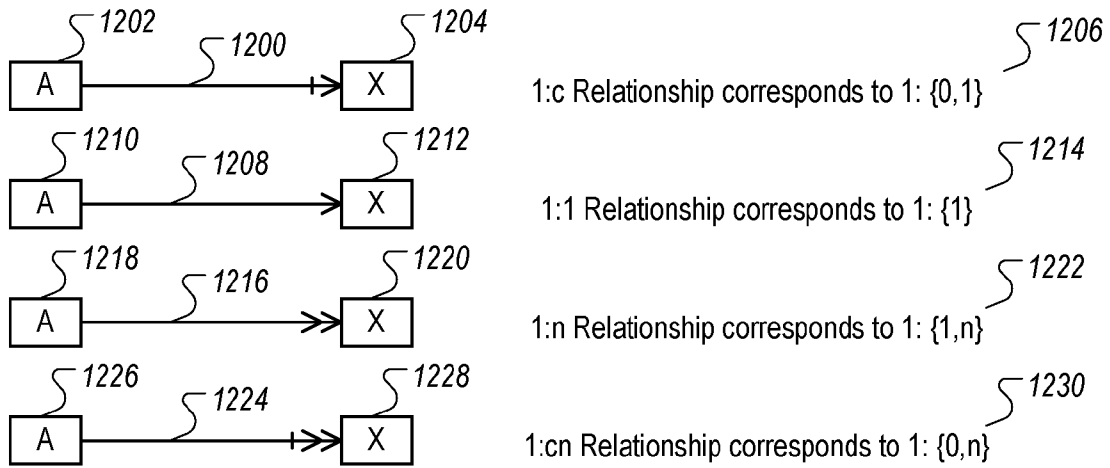 1202 1204 1206
1200
A X 1:c Relationship corresponds to 1: {0,1}
1210 1212 1214
1208
A X 1:1 Relationship corresponds to 1: {1}
1218 1220 1222
1216
A X 1:n Relationship corresponds to 1: {1,n}
1226 1228 1230
1224
A X 1:cn Relationship corresponds to 1: {0,n}